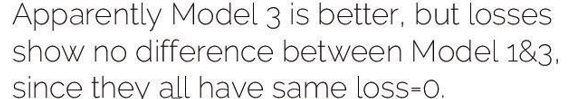 Apparently Model 3 is better, but losses
show no difference between Model 1&3,
since they all have same loss=0.